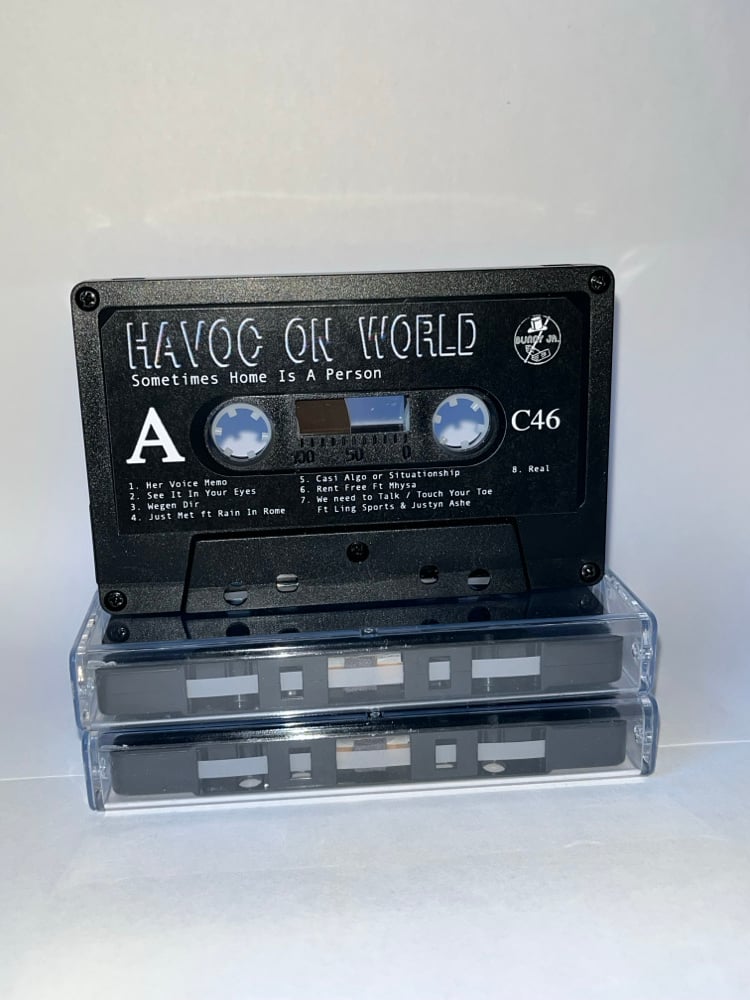 HAVOC ON WORLD
Sometimes Home Is A Person
BUNNY JR.
A
C46
100 50 0
1. Her Voice Memo
2. See It In Your Eyes
3. Wegen Dir
4. Just Met ft Rain In Rome
5. Casi Algo or Situationship
6. Rent Free Ft Mhysa
7. We need to Talk / Touch Your Toe
Ft Ling Sports & Justyn Ashe
8. Real